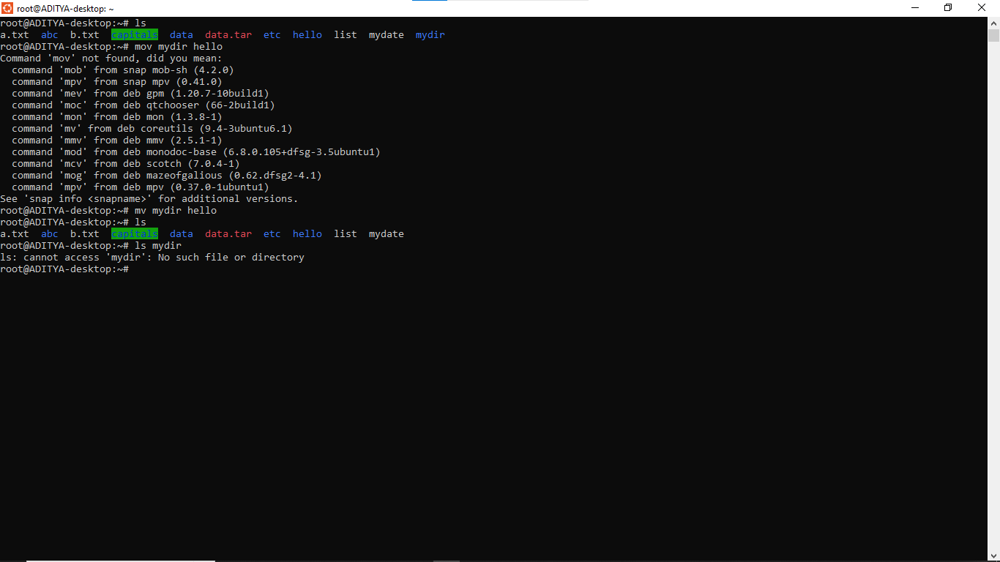 root@ADITYA-desktop: ~
root@ADITYA-desktop:~# ls
a.txt  abc  b.txt  capitals  data  data.tar  etc  hello  list  mydate  mydir
root@ADITYA-desktop:~# mov mydir hello
Command 'mov' not found, did you mean:
  command 'mob' from snap mob-sh (4.2.0)
  command 'mpv' from snap mpv (0.41.0)
  command 'mev' from deb gpm (1.20.7-10build1)
  command 'moc' from deb qtchooser (66-2build1)
  command 'mon' from deb mon (1.3.8-1)
  command 'mv' from deb coreutils (9.4-3ubuntu6.1)
  command 'mmv' from deb mmv (2.5.1-1)
  command 'mod' from deb monodoc-base (6.8.0.105+dfsg-3.5ubuntu1)
  command 'mcv' from deb scotch (7.0.4-1)
  command 'mog' from deb mazeofgalious (0.62.dfsg2-4.1)
  command 'mpv' from deb mpv (0.37.0-1ubuntu1)
See 'snap info <snapname>' for additional versions.
root@ADITYA-desktop:~# mv mydir hello
root@ADITYA-desktop:~# ls
a.txt  abc  b.txt  capitals  data  data.tar  etc  hello  list  mydate
root@ADITYA-desktop:~# ls mydir
ls: cannot access 'mydir': No such file or directory
root@ADITYA-desktop:~#